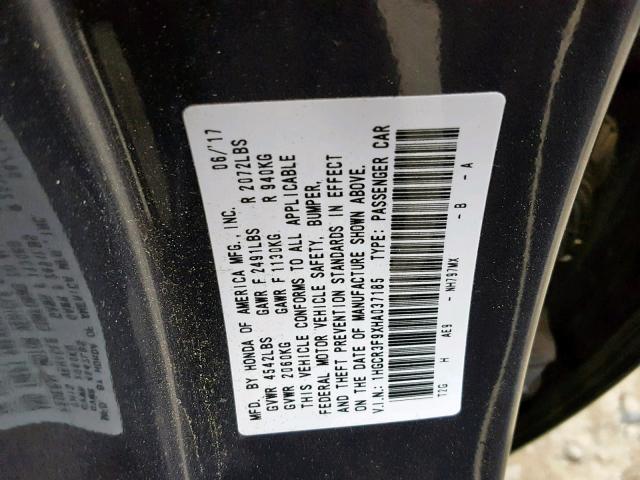 MFD. BY HONDA OF AMERICA MFG., INC. 06/'17
GVWR 4542LBS GAWR F 2491LBS R 2072LBS
GVWR 2060KG GAWR F 1130KG R 940KG
THIS VEHICLE CONFORMS TO ALL APPLICABLE
FEDERAL MOTOR VEHICLE SAFETY, BUMPER,
AND THEFT PREVENTION STANDARDS IN EFFECT
ON THE DATE OF MANUFACTURE SHOWN ABOVE.
V.I.N.: 1HGCR3F9XHA037165 TYPE: PASSENGER CAR
T2G H AE9 - NH797MX - B - A